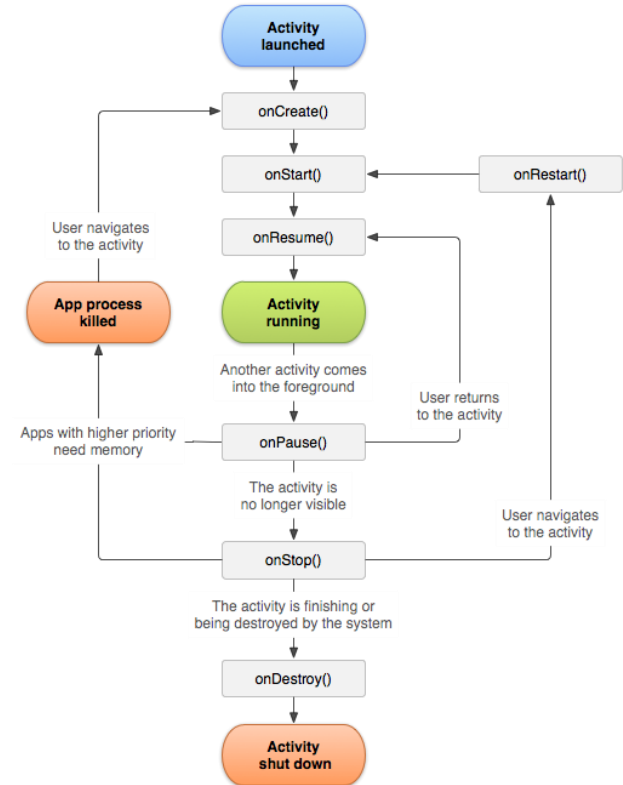 Activity
launched
onCreate()
onStart()
onRestart()
User navigates
to the activity
onResume()
App process
killed
Activity
running
Another activity comes
into the foreground
User returns
to the activity
Apps with higher priority
need memory
onPause()
The activity is
no longer visible
User navigates
to the activity
onStop()
The activity is finishing or
being destroyed by the system
onDestroy()
Activity
shut down